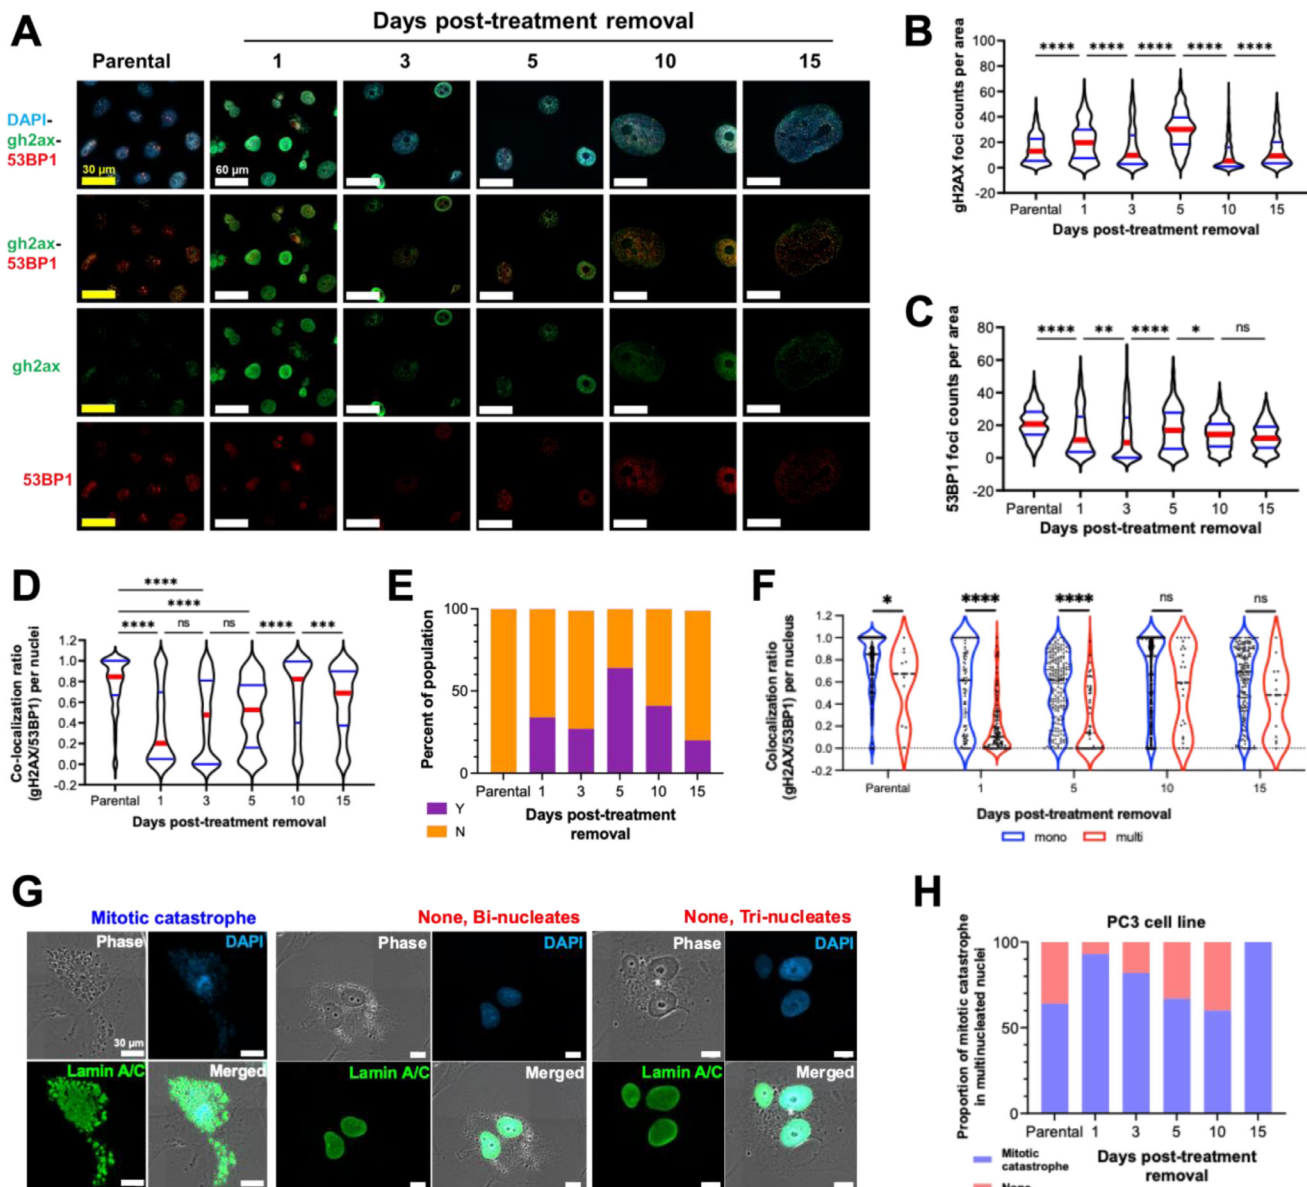 A
Days post-treatment removal
Parental
1
3
5
10
15
DAPI-
gh2ax-
53BP1
30 µm
60 µm
gh2ax-
53BP1
gh2ax
53BP1
B
gH2AX foci counts per area
100
80
60
40
20
0
-20
**** **** **** **** ****
Parental 1 3 5 10 15
Days post-treatment removal
C
53BP1 foci counts per area
80
60
40
20
0
-20
**** ** **** * ns
Parental 1 3 5 10 15
Days post-treatment removal
D
Co-localization ratio
(gH2AX/53BP1) per nuclei
****
****
**** ns ns **** ***
1.2
1.0
0.8
0.6
0.4
0.2
0.0
-0.2
Parental 1 3 5 10 15
Days post-treatment removal
E
Percent of population
100
50
0
Parental 1 3 5 10 15
Days post-treatment
removal
Y
N
F
Colocalization ratio
(gH2AX/53BP1) per nucleus
* **** **** ns ns
1.2
1.0
0.8
0.6
0.4
0.2
0.0
-0.2
Parental 1 5 10 15
Days post-treatment removal
mono multi
G
Mitotic catastrophe
Phase
DAPI
30 µm
Lamin A/C
Merged
None, Bi-nucleates
Phase
DAPI
Lamin A/C
Merged
None, Tri-nucleates
Phase
DAPI
Lamin A/C
Merged
H
PC3 cell line
Proportion of mitotic catastrophe
in multinucleated nuclei
100
50
0
Parental 1 3 5 10 15
Mitotic
catastrophe
Days post-treatment
removal